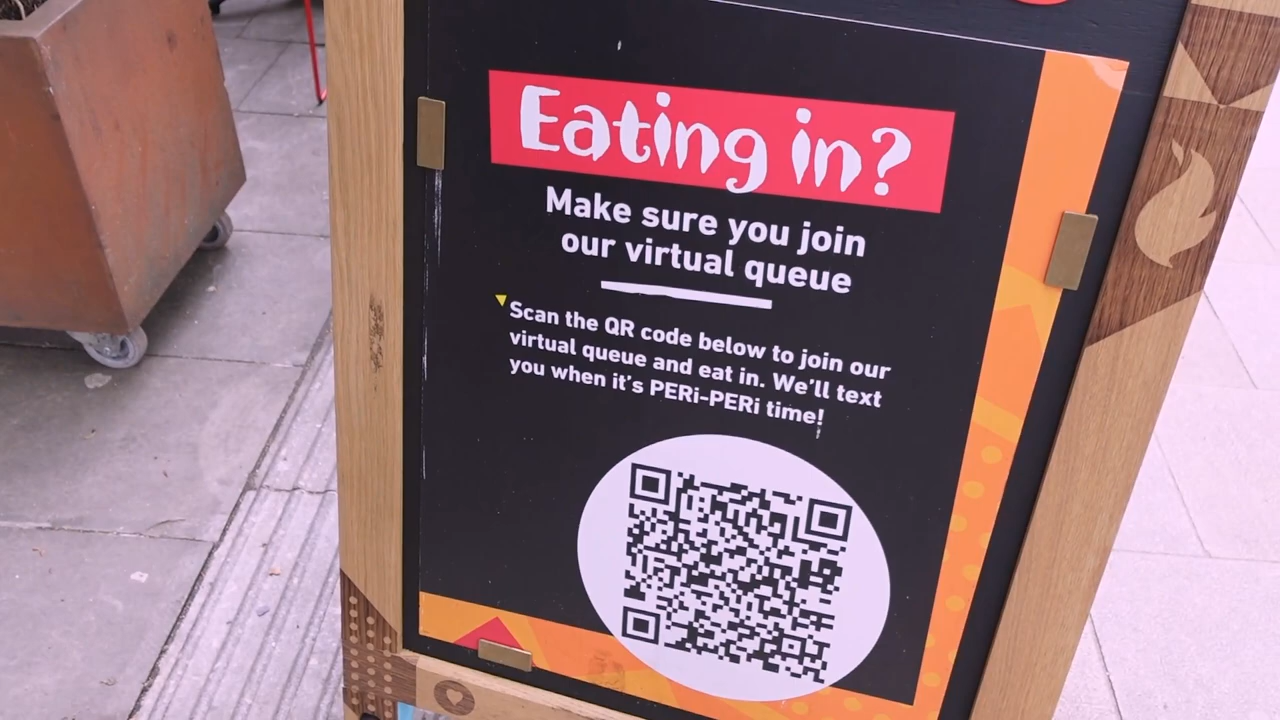 Eating in?
Make sure you join
our virtual queue
Scan the QR code below to join our
virtual queue and eat in. We'll text
you when it's PERi-PERi time!